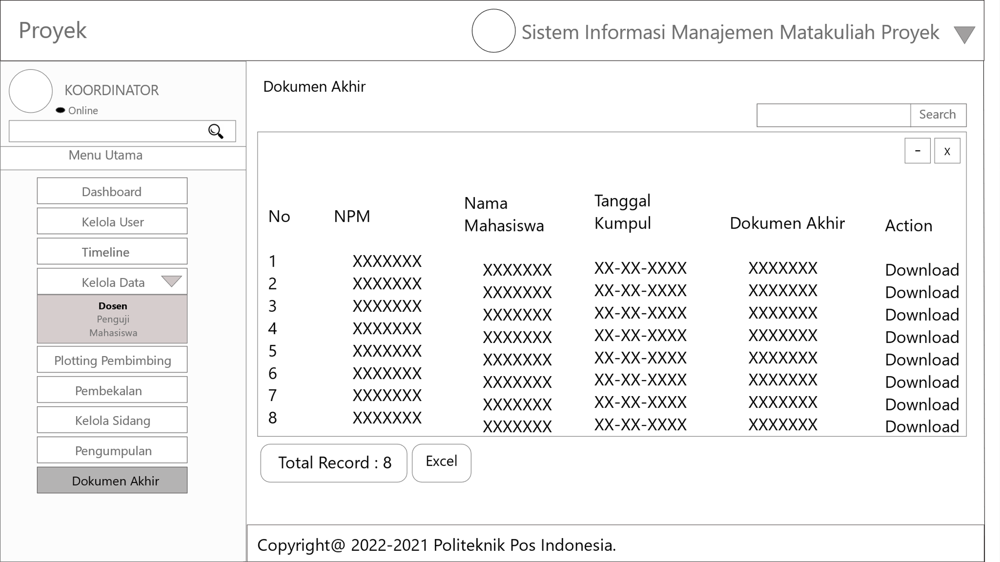 Proyek
Sistem Informasi Manajemen Matakuliah Proyek
KOORDINATOR
Online
Menu Utama
Dashboard
Kelola User
Timeline
Kelola Data
Dosen
Penguji
Mahasiswa
Plotting Pembimbing
Pembekalan
Kelola Sidang
Pengumpulan
Dokumen Akhir
Dokumen Akhir
Search
- x
No NPM Nama Mahasiswa Tanggal Kumpul Dokumen Akhir Action
1 XXXXXXX XXXXXXX XX-XX-XXXX XXXXXXX Download
2 XXXXXXX XXXXXXX XX-XX-XXXX XXXXXXX Download
3 XXXXXXX XXXXXXX XX-XX-XXXX XXXXXXX Download
4 XXXXXXX XXXXXXX XX-XX-XXXX XXXXXXX Download
5 XXXXXXX XXXXXXX XX-XX-XXXX XXXXXXX Download
6 XXXXXXX XXXXXXX XX-XX-XXXX XXXXXXX Download
7 XXXXXXX XXXXXXX XX-XX-XXXX XXXXXXX Download
8 XXXXXXX XXXXXXX XX-XX-XXXX XXXXXXX Download
Total Record : 8
Excel
Copyright@ 2022-2021 Politeknik Pos Indonesia.